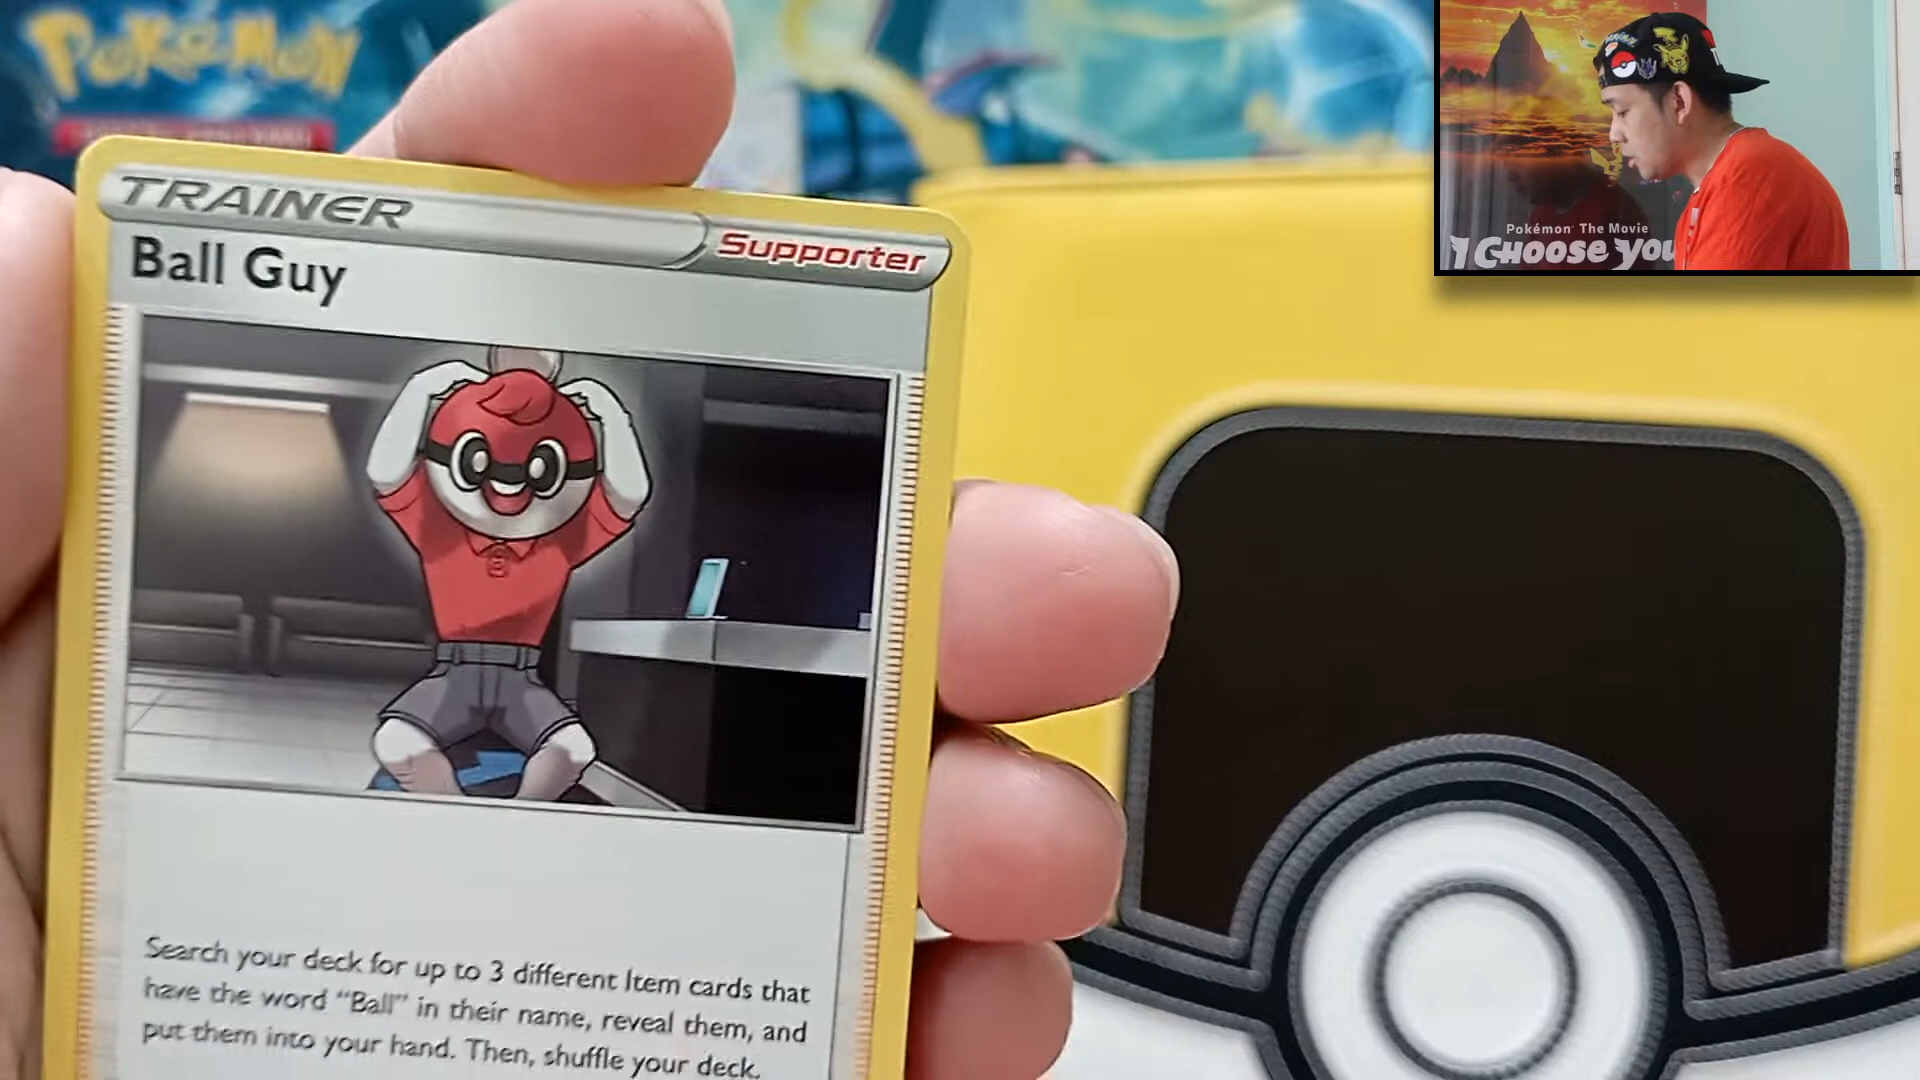 Pokémon
TRAINER
Supporter
Ball Guy
Search your deck for up to 3 different Item cards that
have the word “Ball” in their name, reveal them, and
put them into your hand. Then, shuffle your deck.
Pokémon The Movie
I Choose You